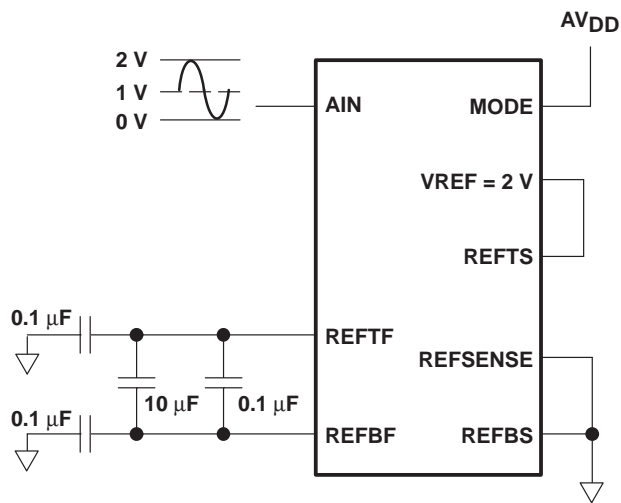 AVDD
2 V
1 V
0 V
AIN
MODE
VREF = 2 V
REFTS
0.1 μF
REFTF
REFSENSE
10 μF
0.1 μF
0.1 μF
REFBF
REFBS